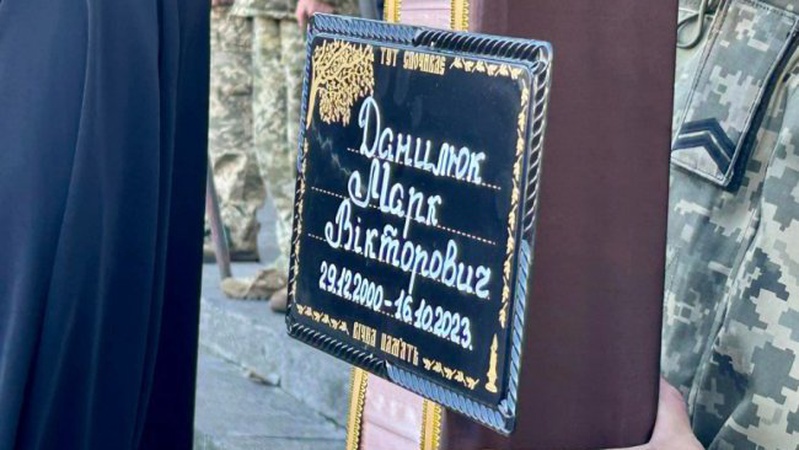 ТУТ СПОЧИВАЄ
Данилюк
Марк
Вікторович
29.12.2000-16.10.2023.
ВІЧНА ПАМ'ЯТЬ